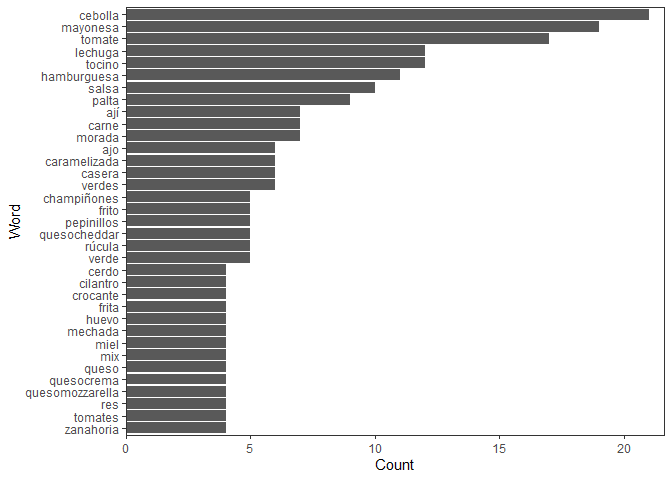 cebolla
mayonesa
tomate
lechuga
tocino
hamburguesa
salsa
palta
ají
carne
morada
ajo
caramelizada
casera
verdes
champiñones
frito
pepinillos
quesocheddar
rúcula
verde
cerdo
cilantro
crocante
frita
huevo
mechada
miel
mix
queso
quesocrema
quesomozzarella
res
tomates
zanahoria
Word
0 5 10 15 20
Count